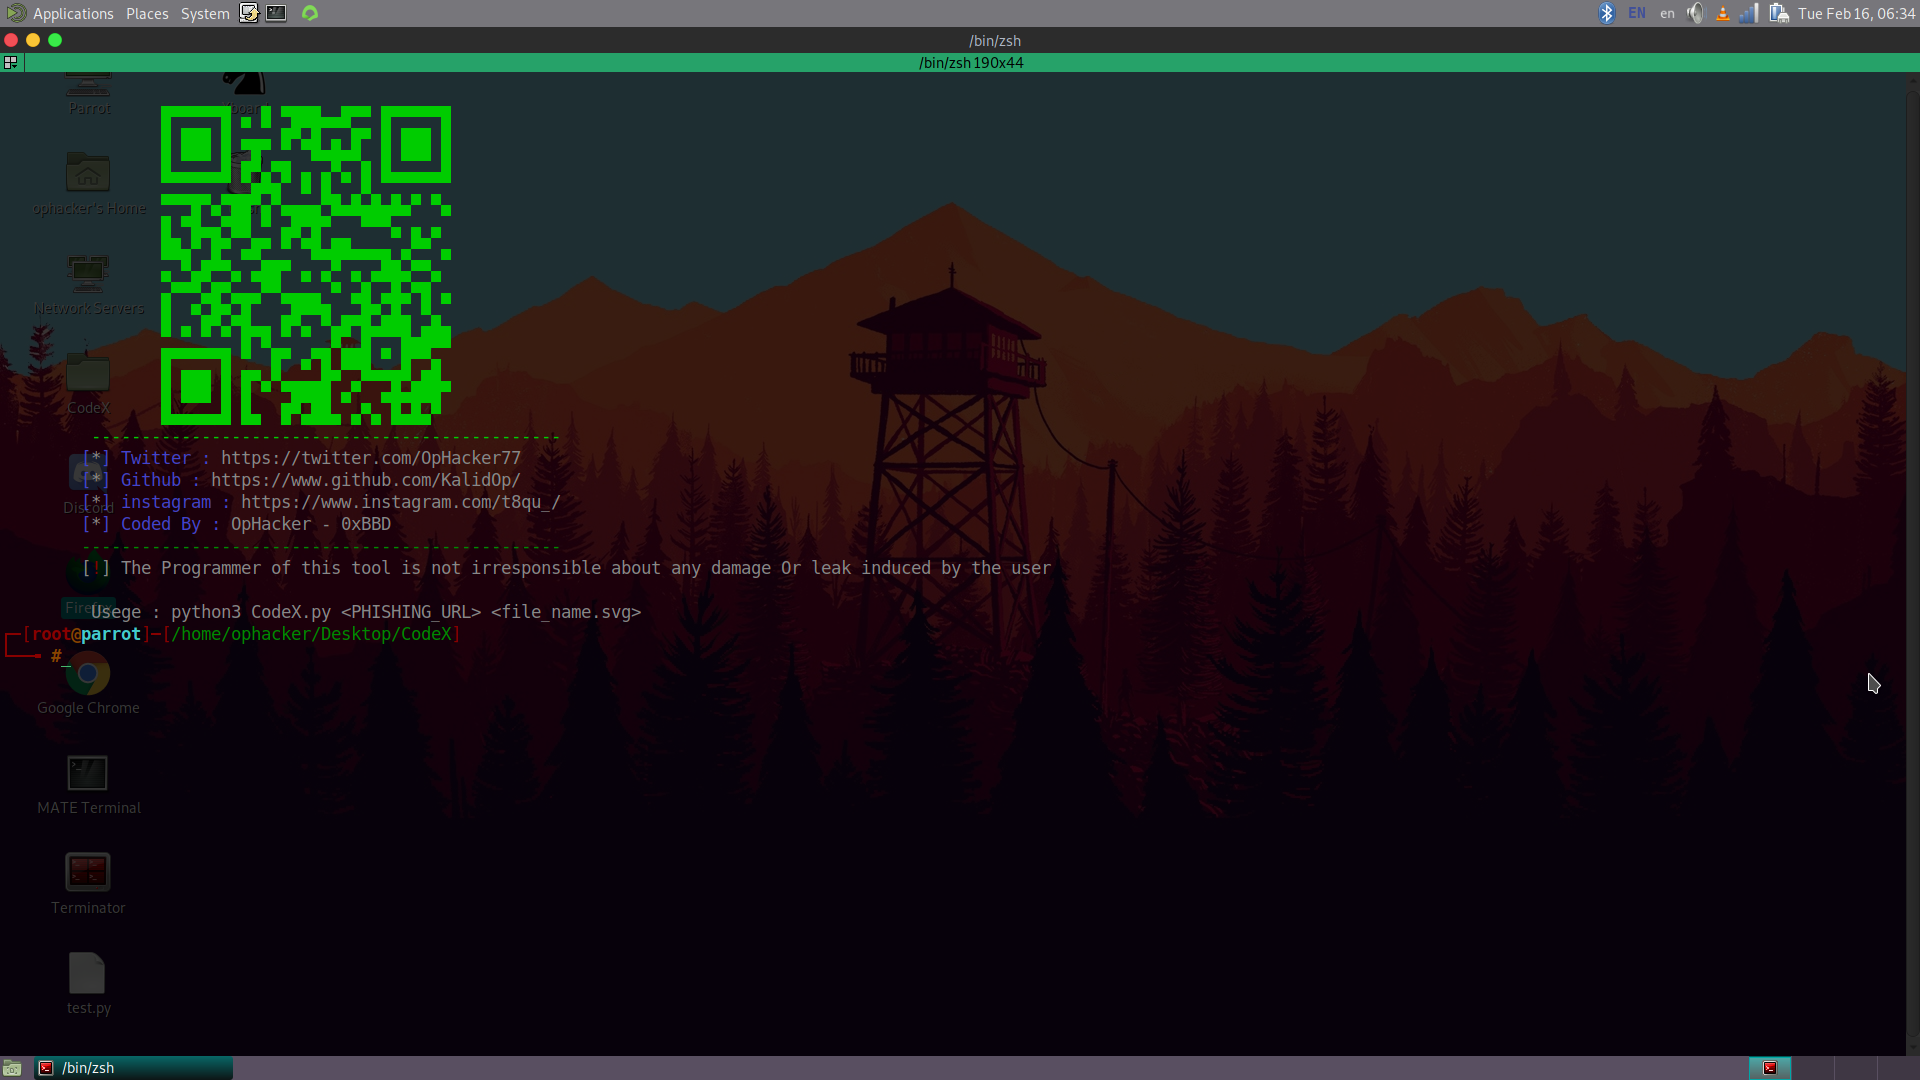 Applications Places System EN en Tue Feb 16, 06:34
/bin/zsh
/bin/zsh 190x44
Parrot
ophacker's Home
Network Servers
CodeX
---
[*] Twitter : https://twitter.com/OpHacker77
[*] Github : https://www.github.com/KalidOp/
[*] instagram : https://www.instagram.com/t8qu_/
Discord
[*] Coded By : OpHacker - 0xBBD
---
[!] The Programmer of this tool is not irresponsible about any damage Or leak induced by the user
Usege : python3 CodeX.py <PHISHING_URL> <file_name.svg>
[root@parrot]-[/home/ophacker/Desktop/CodeX]
#_
Google Chrome
MATE Terminal
Terminator
test.py
/bin/zsh